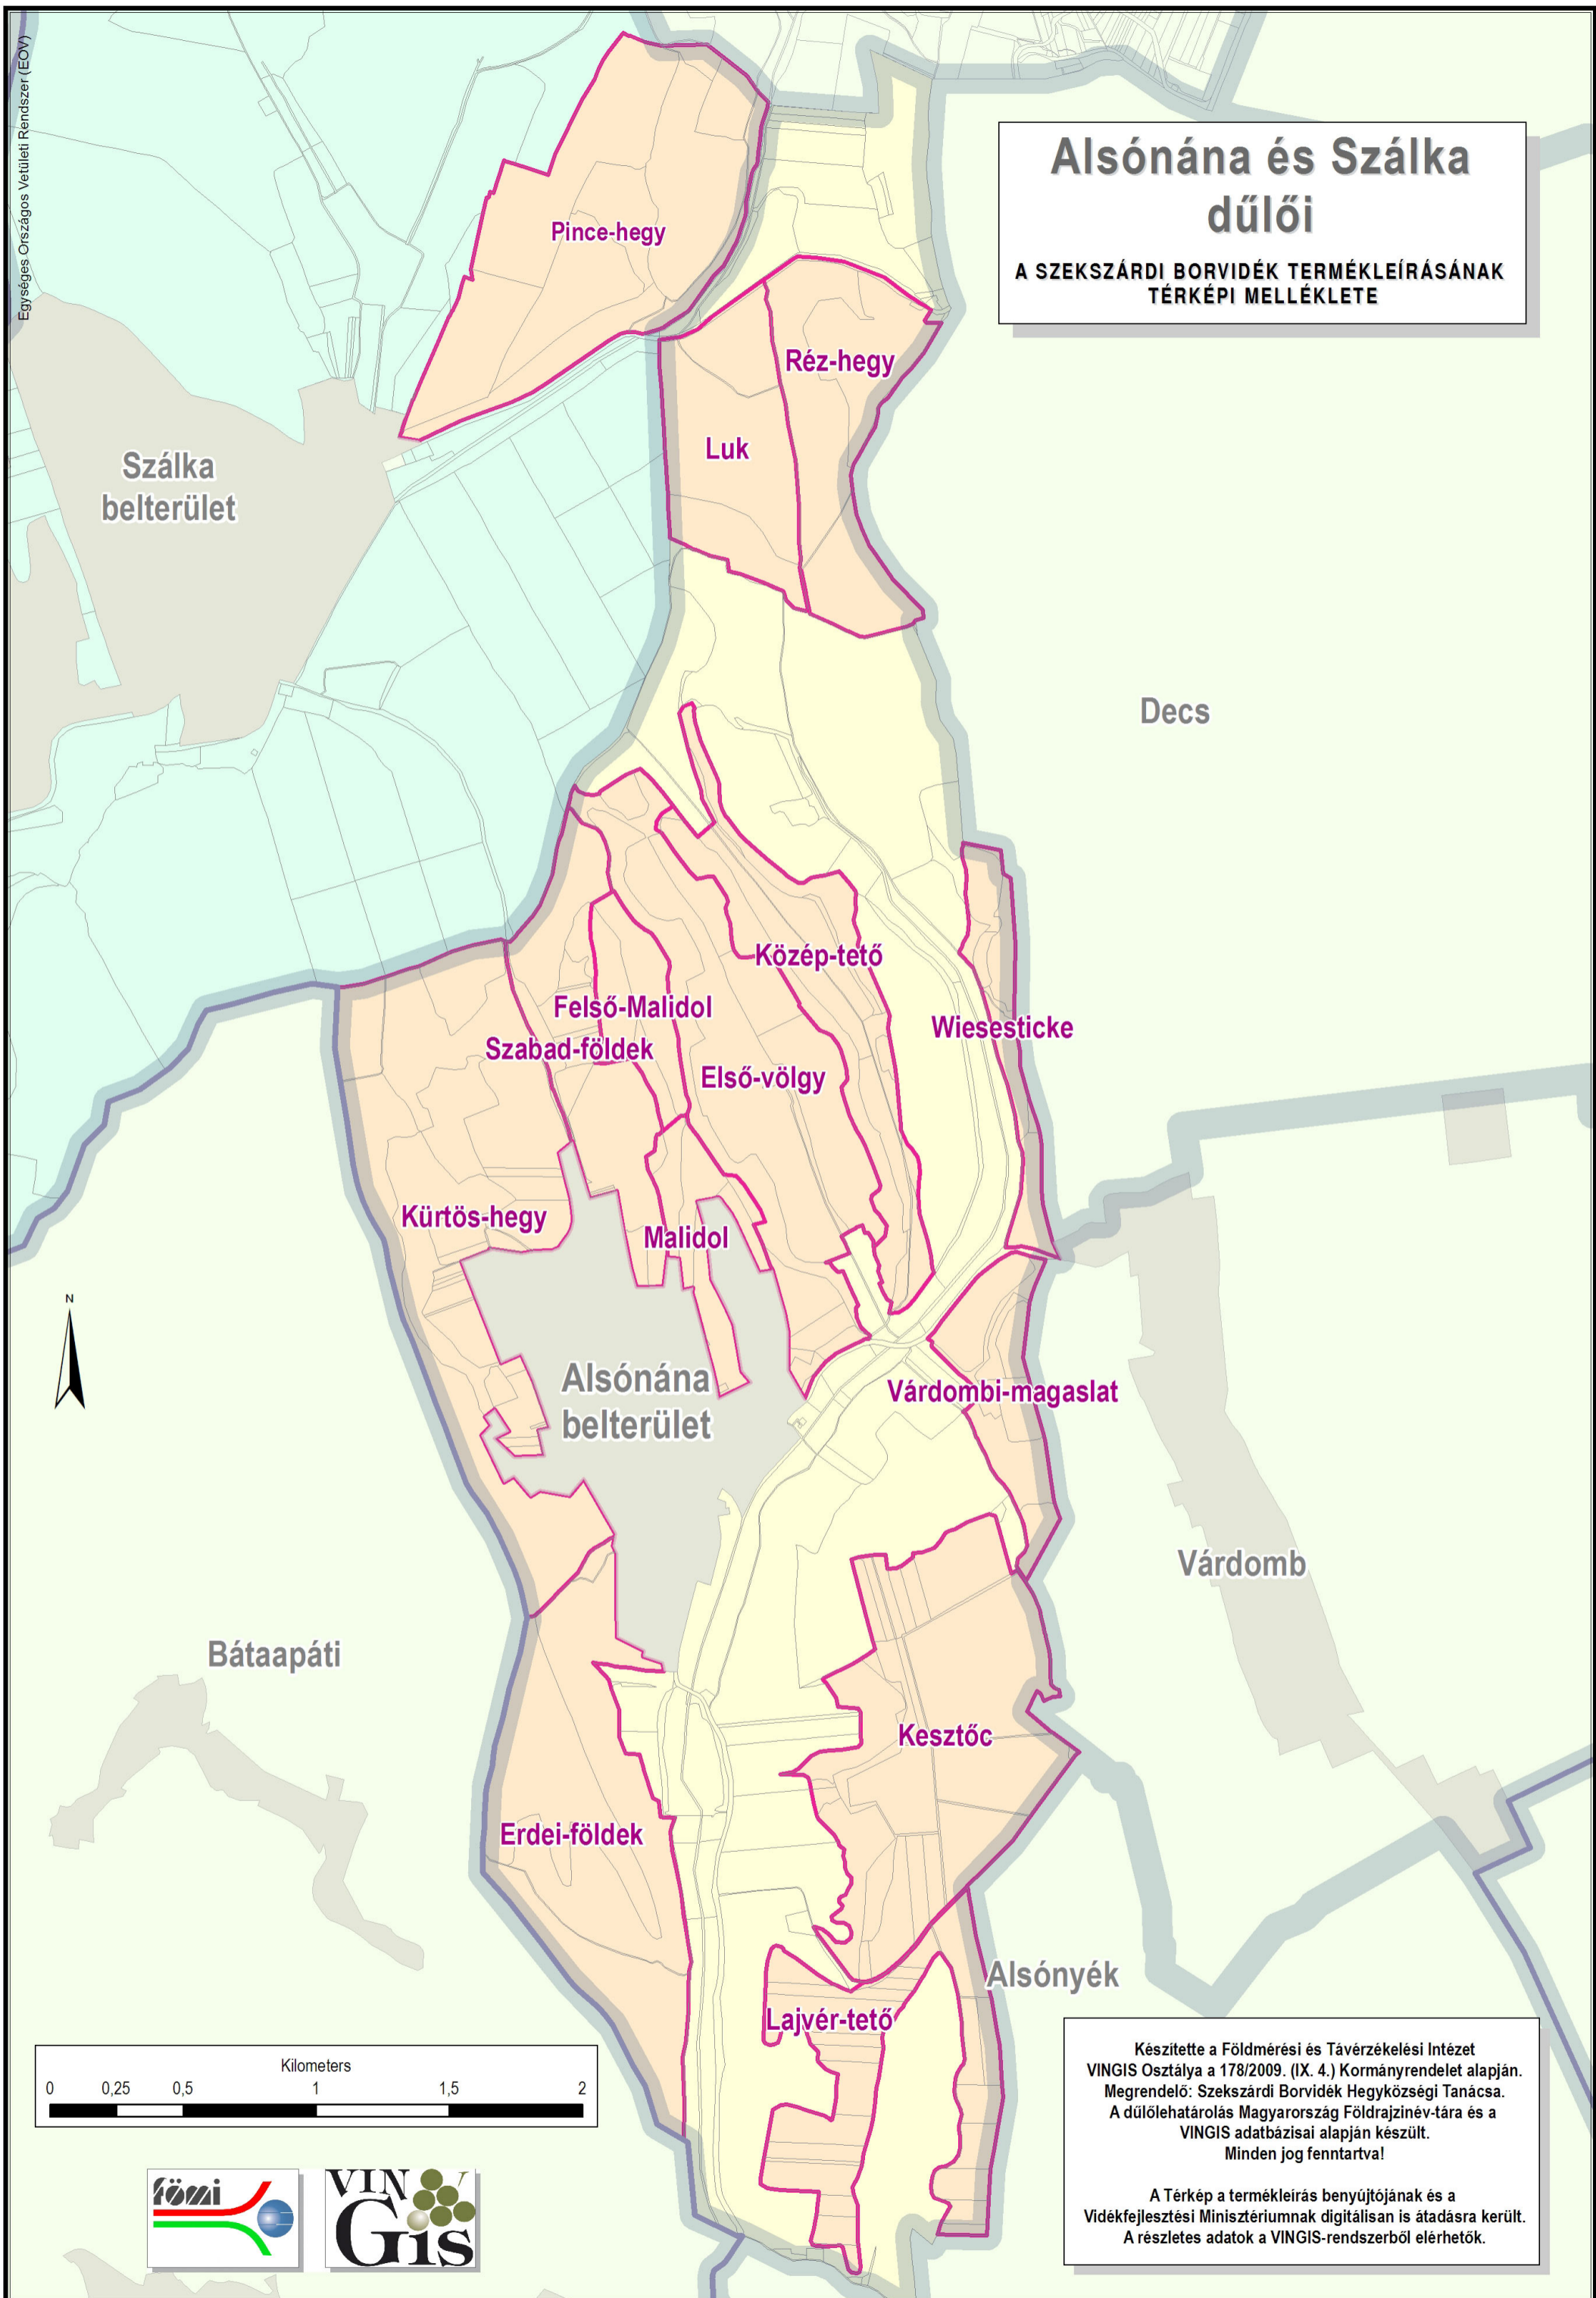 Egységes Országos Vetületi Rendszer (EOV)
Alsónána és Szálka
dűlői
A SZEKSZÁRDI BORVIDÉK TERMÉKLEÍRÁSÁNAK
TÉRKÉPI MELLÉKLETE
Pince-hegy
Réz-hegy
Luk
Szálka
belterület
Decs
Közép-tető
Felső-Malidol
Wiesesticke
Szabad-földek
Első-völgy
Kürtös-hegy
Malidol
N
Alsónána
belterület
Várdombi-magaslat
Várdomb
Bátaapáti
Kesztőc
Erdei-földek
Alsónyék
Lajvér-tető
Kilometers
0 0,25 0,5 1 1,5 2
Készítette a Földmérési és Távérzékelési Intézet
VINGIS Osztálya a 178/2009. (IX. 4.) Kormányrendelet alapján.
Megrendelő: Szekszárdi Borvidék Hegyközségi Tanácsa.
A dűlőlehatárolás Magyarország Földrajzinév-tára és a
VINGIS adatbázisai alapján készült.
Minden jog fenntartva!
A Térkép a termékleírás benyújtójának és a
Vidékfejlesztési Minisztériumnak digitálisan is átadásra került.
A részletes adatok a VINGIS-rendszerből elérhetők.
fömi
VIN
GiS